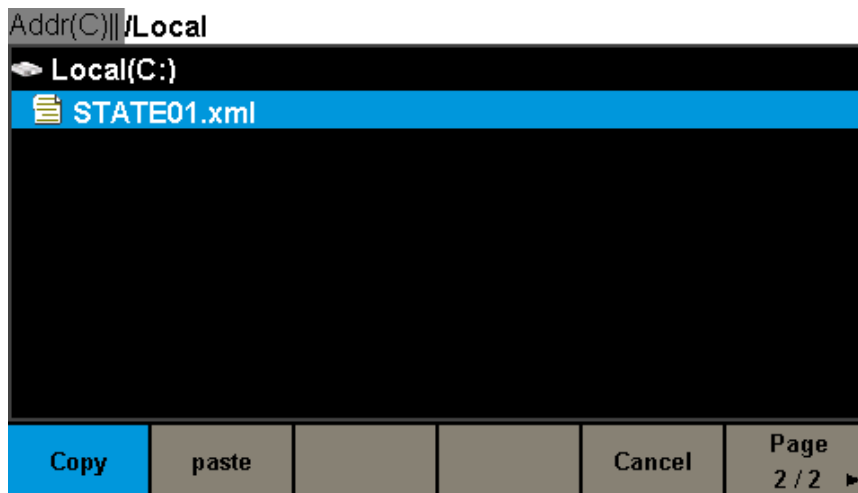 Addr(C)|| /Local
Local(C:)
STATE01.xml
Copy
paste
Cancel
Page
2 / 2